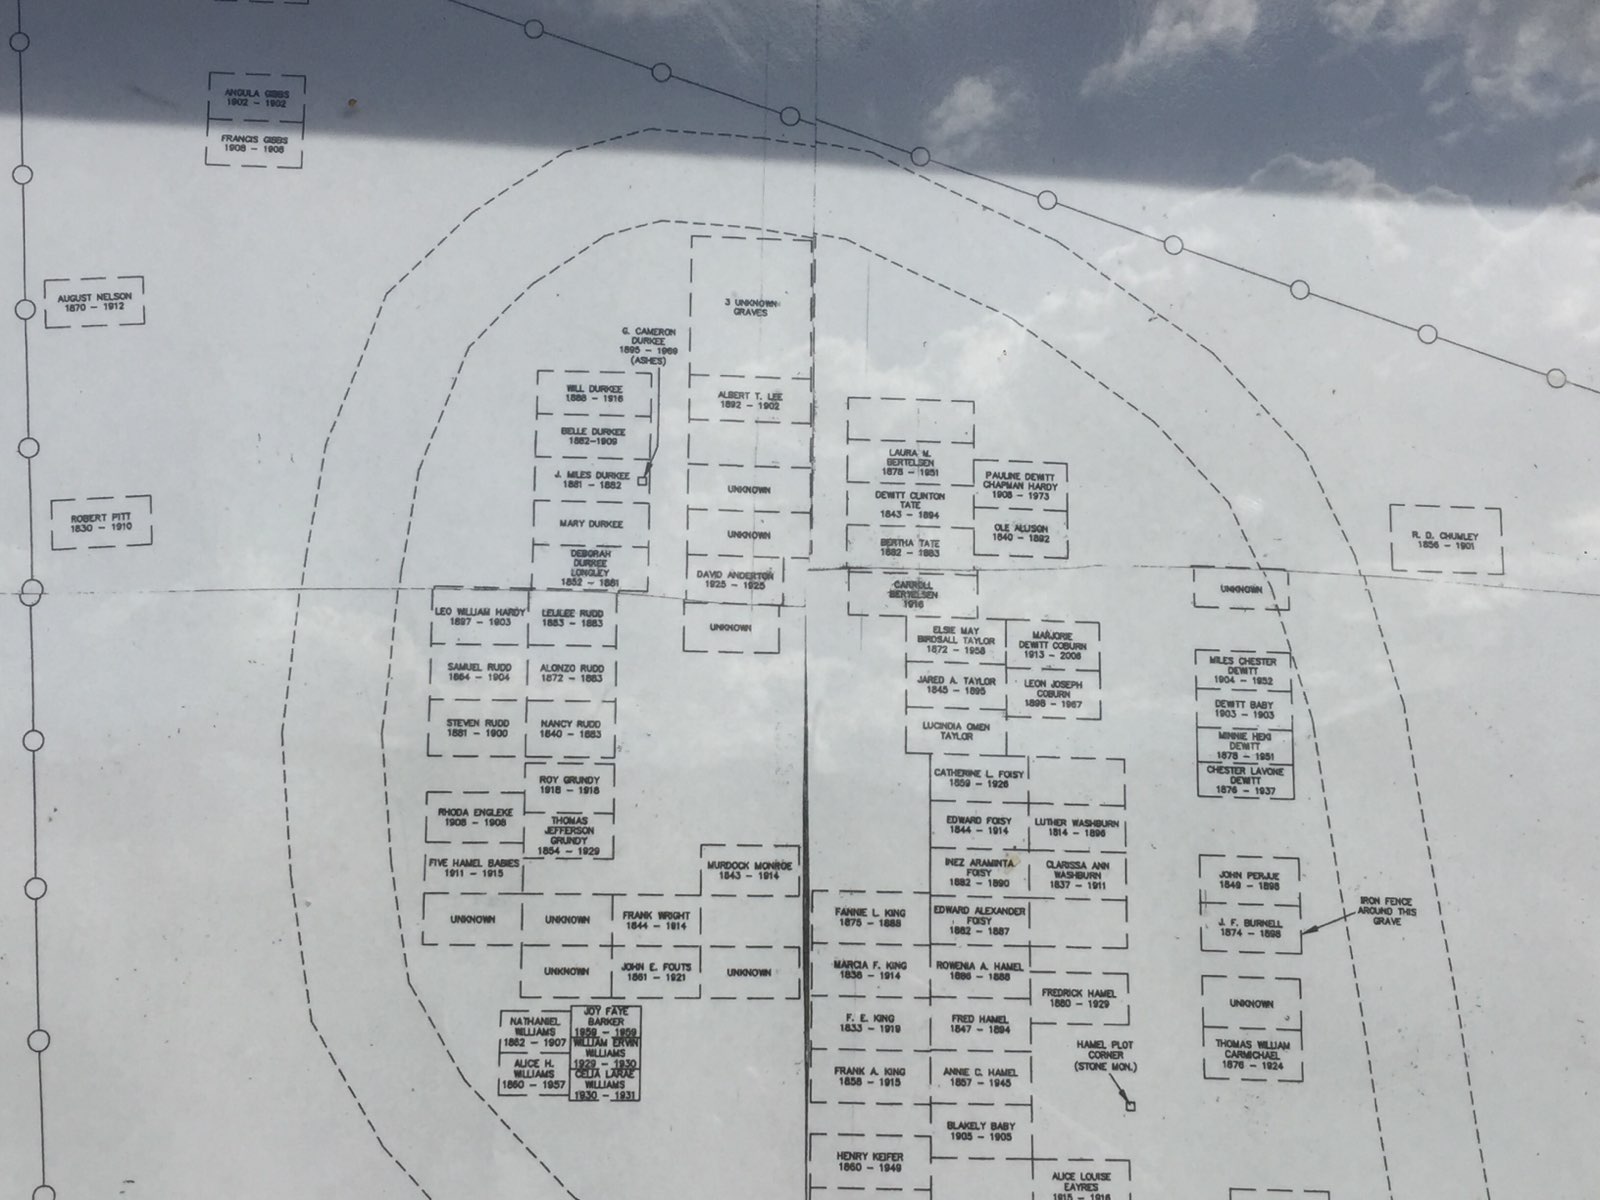 ANGULA GIBBS
1902 - 1902
FRANCIS GIBBS
1908 - 1908
AUGUST NELSON
1870 - 1912
ROBERT PITT
1830 - 1910
3 UNKNOWN
GRAVES
G. CAMERON
DURKEE
1895 - 1969
(ASHES)
WILL DURKEE
1888 - 1916
BELLE DURKEE
1882-1909
J. MILES DURKEE
1881 - 1882
MARY DURKEE
DEBORAH
DURKEE
LONGLEY
1852 - 1881
ALBERT T. LEE
1892 - 1902
UNKNOWN
UNKNOWN
DAVID ANDERTON
1925 - 1925
UNKNOWN
LAURA M.
BERTELSEN
1878 - 1951
DEWITT CLINTON
TATE
1843 - 1894
BERTHA TATE
1882 - 1883
CARROLL
BERTELSEN
1916
PAULINE DEWITT
CHAPMAN HARDY
1908 - 1973
OLE ALLISON
1840 - 1892
R. D. CHUMLEY
1856 - 1901
UNKNOWN
LEO WILLIAM HARDY
1897 - 1903
LELILEE RUDD
1883 - 1883
SAMUEL RUDD
1864 - 1904
ALONZO RUDD
1872 - 1883
STEVEN RUDD
1881 - 1900
NANCY RUDD
1840 - 1883
ROY GRUNDY
1918 - 1918
RHODA ENGLEKE
1908 - 1908
THOMAS
JEFFERSON
GRUNDY
1854 - 1929
FIVE HAMEL BABIES
1911 - 1915
MURDOCK MONROE
1843 - 1914
UNKNOWN
UNKNOWN
FRANK WRIGHT
1844 - 1914
UNKNOWN
JOHN E. FOUTS
1861 - 1921
UNKNOWN
NATHANIEL
WILLIAMS
1862 - 1907
ALICE H.
WILLIAMS
1860 - 1957
JOY FAYE
BARKER
1959 - 1959
WILLIAM ERVIN
WILLIAMS
1929 - 1930
CELIA LARAE
WILLIAMS
1930 - 1931
ELSIE MAY
BIRDSALL TAYLOR
1872 - 1958
JARED A. TAYLOR
1845 - 1895
LUCINDIA OWEN
TAYLOR
MARJORIE
DEWITT COBURN
1913 - 2008
LEON JOSEPH
COBURN
1898 - 1967
MILES CHESTER
DEWITT
1904 - 1952
DEWITT BABY
1903 - 1903
MINNIE HEKI
DEWITT
1878 - 1951
CHESTER LAVOKE
DEWITT
1876 - 1937
CATHERINE L. FOISY
1859 - 1926
EDWARD FOISY
1844 - 1914
LUTHER WASHBURN
1814 - 1896
INEZ ARAMINTA
FOISY
1882 - 1890
CLARISSA ANN
WASHBURN
1837 - 1911
JOHN PERJUE
1849 - 1898
J. F. BURNELL
1874 - 1898
IRON FENCE
AROUND THIS
GRAVE
FANNIE L. KING
1875 - 1888
EDWARD ALEXANDER
FOISY
1882 - 1887
MARCIA F. KING
1836 - 1914
ROWENIA A. HAMEL
1886 - 1888
FREDRICK HAMEL
1880 - 1929
F. E. KING
1833 - 1919
FRED HAMEL
1847 - 1894
UNKNOWN
THOMAS WILLIAM
CARMICHAEL
1876 - 1924
HAMEL PLOT
CORNER
(STONE MON.)
FRANK A. KING
1858 - 1915
ANNIE C. HAMEL
1857 - 1945
BLAKELY BABY
1905 - 1905
HENRY KEIFER
1860 - 1949
ALICE LOUISE
EAYRES
1915 - 1916